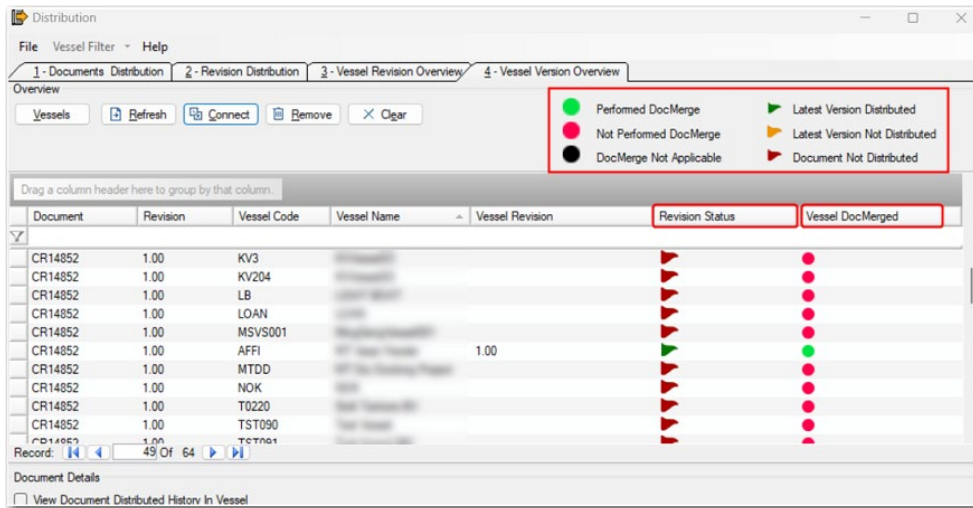 Distribution
File Vessel Filter Help
1 - Documents Distribution 2 - Revision Distribution 3 - Vessel Revision Overview 4 - Vessel Version Overview
Overview
Vessels Refresh Connect Remove Clear
Performed DocMerge Latest Version Distributed
Not Performed DocMerge Latest Version Not Distributed
DocMerge Not Applicable Document Not Distributed
Drag a column header here to group by that column.
Document Revision Vessel Code Vessel Name Vessel Revision Revision Status Vessel DocMerged
CR14852 1.00 KV3
CR14852 1.00 KV204
CR14852 1.00 LB
CR14852 1.00 LOAN
CR14852 1.00 MSVS001
CR14852 1.00 AFFI 1.00
CR14852 1.00 MTDD
CR14852 1.00 NOK
CR14852 1.00 T0220
CR14852 1.00 TST090
CR14852 1.00 TST091
Record: 49 Of 64
Document Details
View Document Distributed History In Vessel